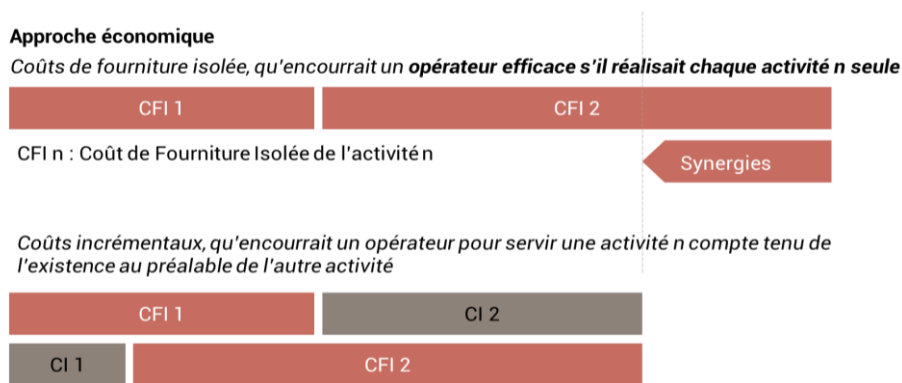 Approche économique
Coûts de fourniture isolée, qu'encourrait un opérateur efficace s'il réalisait chaque activité n seule
CFI 1
CFI 2
CFI n : Coût de Fourniture Isolée de l'activité n
Synergies
Coûts incrémentaux, qu'encourrait un opérateur pour servir une activité n compte tenu de
l'existence au préalable de l'autre activité
CFI 1
CI 2
CI 1
CFI 2